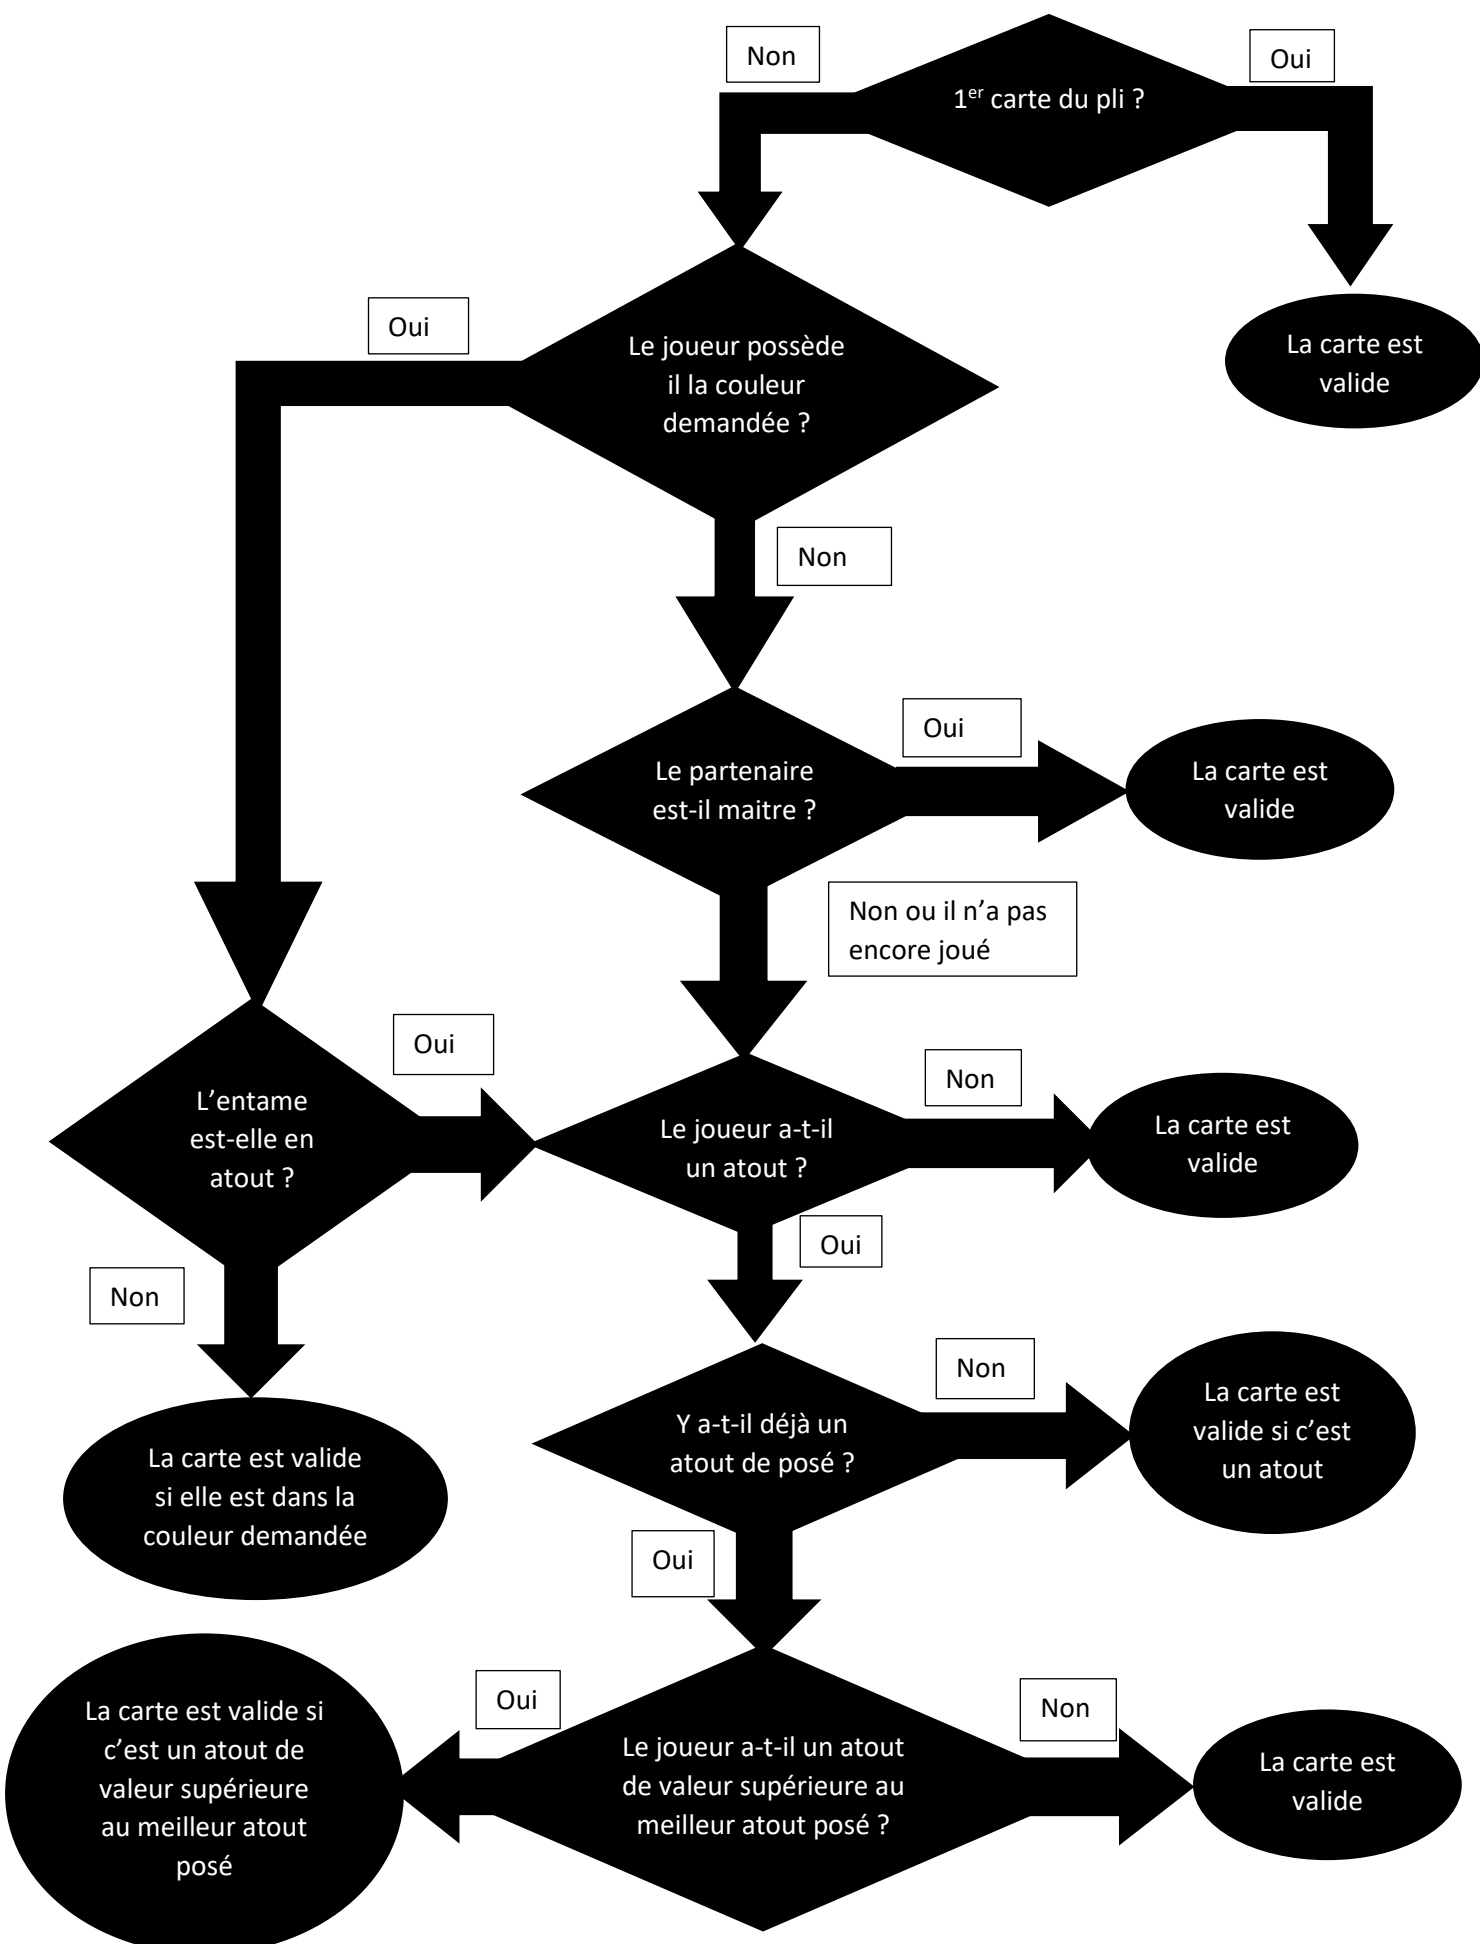 Non
Oui
1er carte du pli ?
Oui
Le joueur possède
il la couleur
demandée ?
La carte est
valide
Non
Oui
Le partenaire
est-il maitre ?
La carte est
valide
Non ou il n’a pas
encore joué
Oui
Non
L’entame
est-elle en
atout ?
Le joueur a-t-il
un atout ?
La carte est
valide
Oui
Non
Non
La carte est
valide si c’est
un atout
Y a-t-il déjà un
atout de posé ?
La carte est valide
si elle est dans la
couleur demandée
Oui
Oui
Non
La carte est valide si
c’est un atout de
valeur supérieure
au meilleur atout
posé
Le joueur a-t-il un atout
de valeur supérieure au
meilleur atout posé ?
La carte est
valide